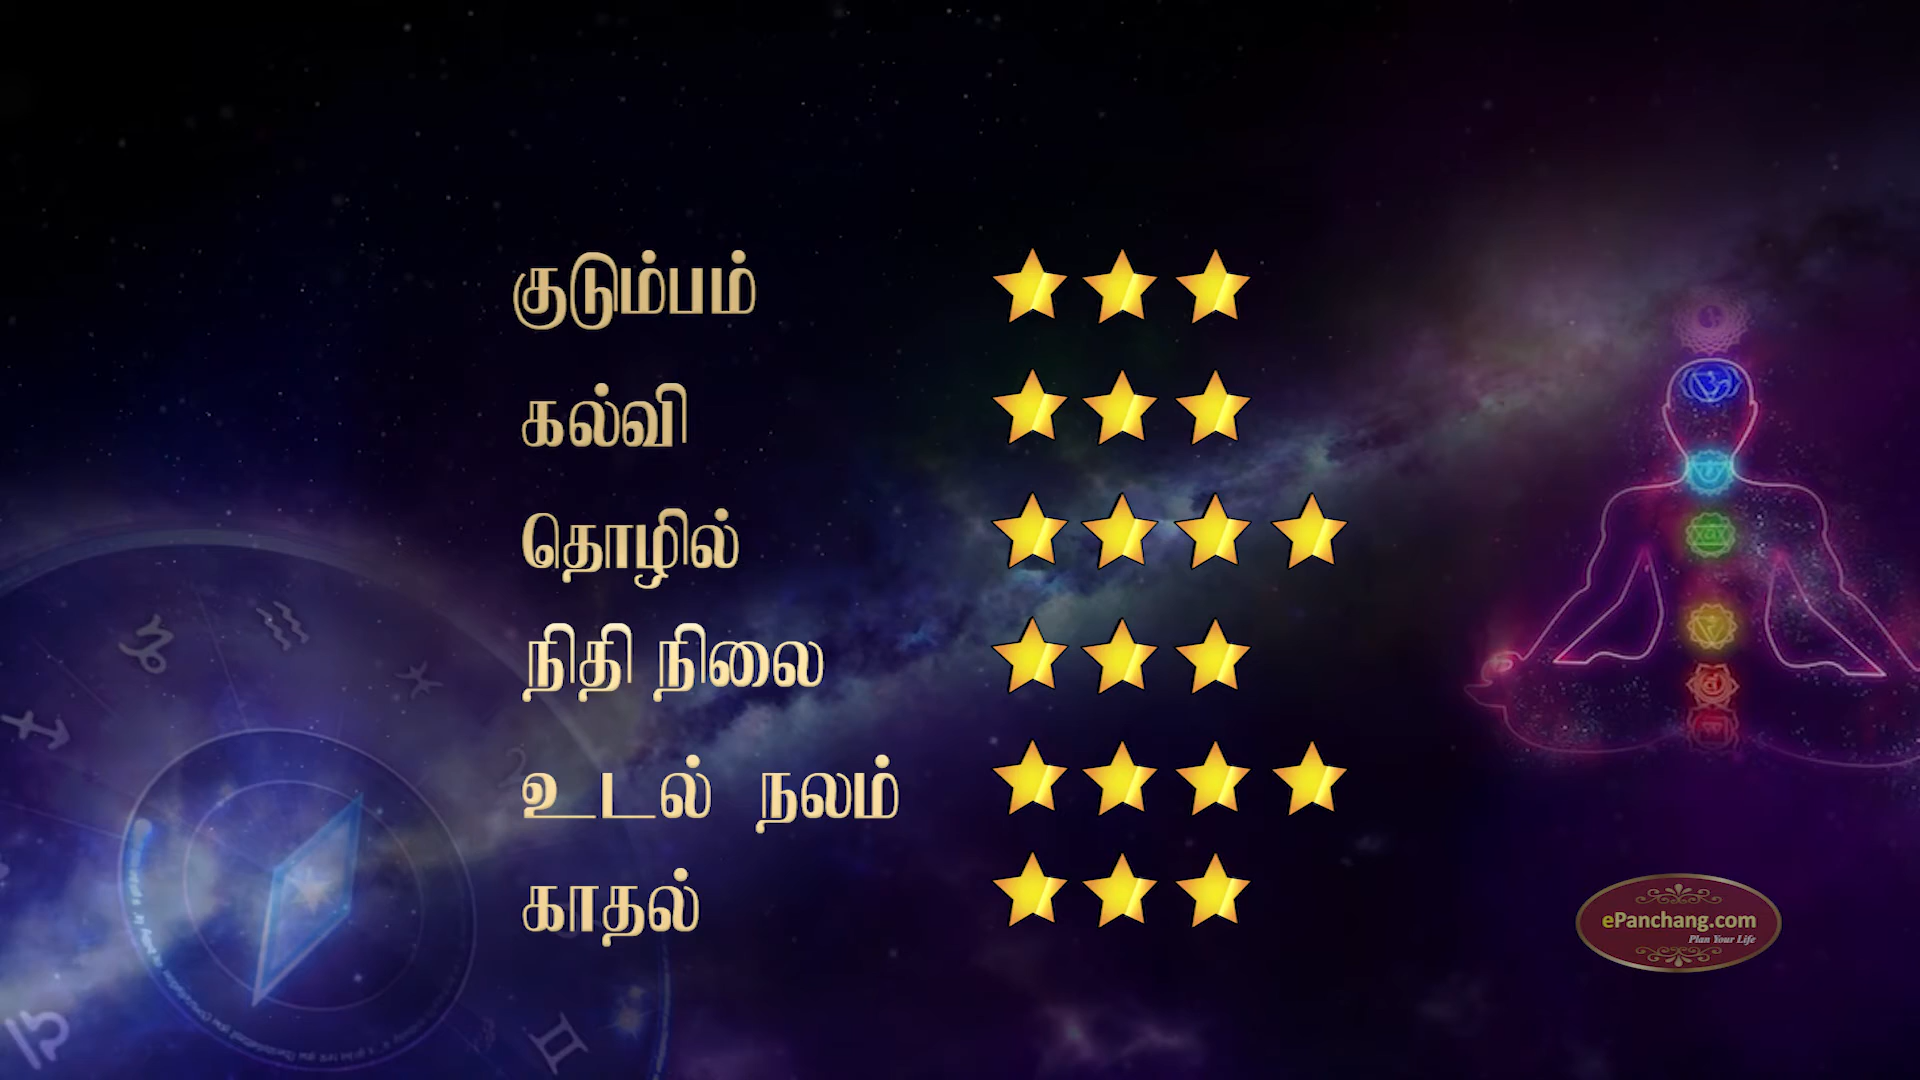 குடும்பம்
கல்வி
தொழில்
நிதி நிலை
உடல் நலம்
காதல்
ePanchang.com
Plan Your Life